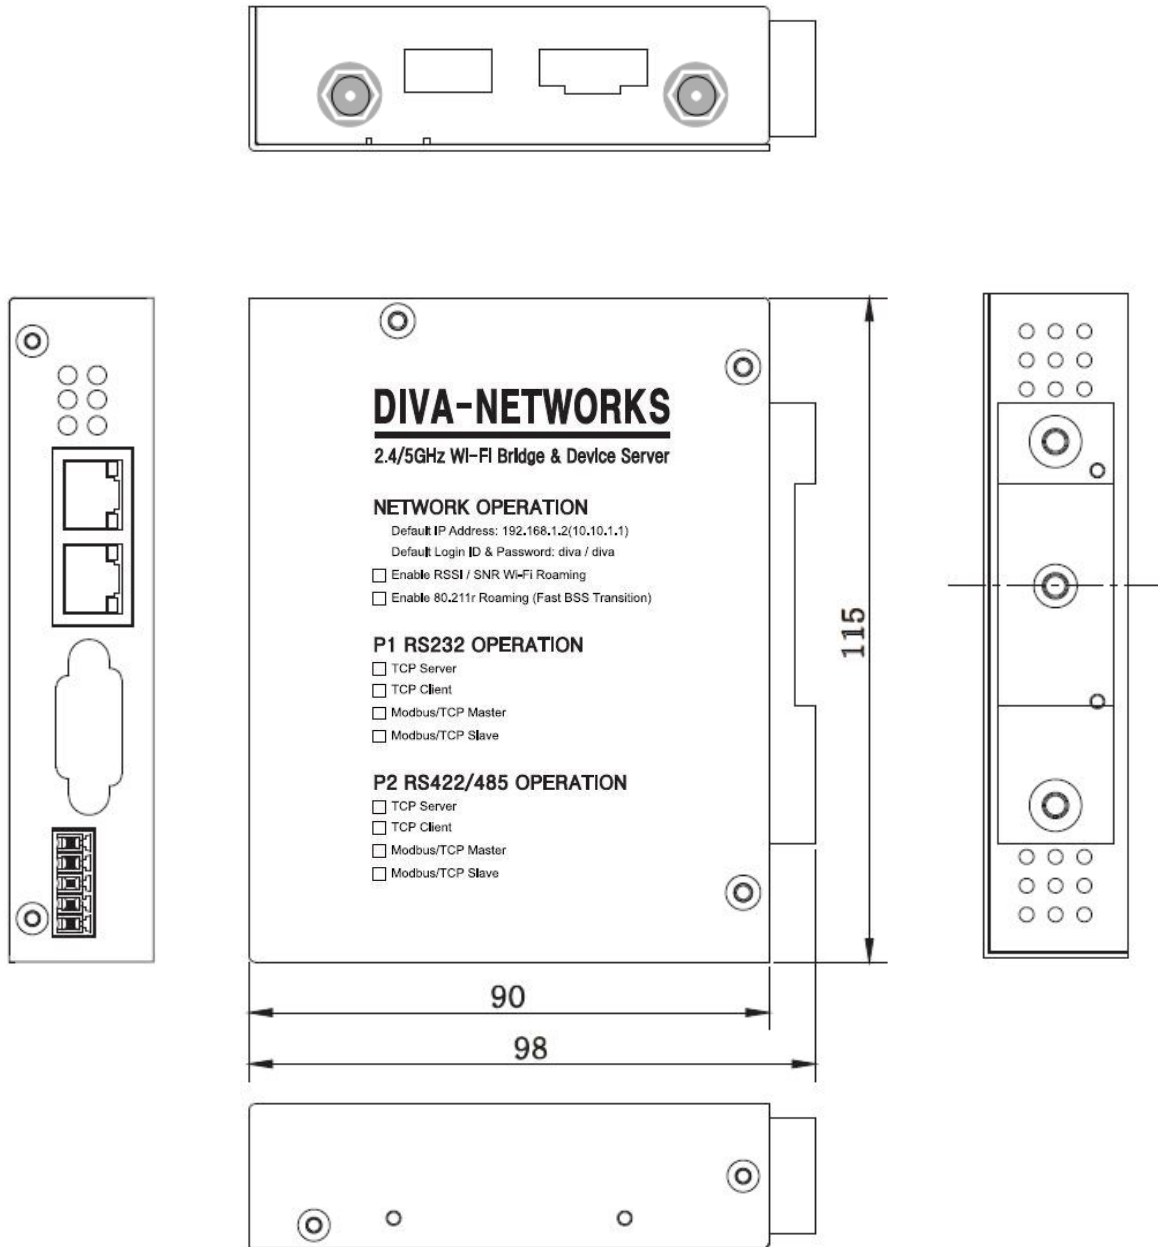 DIVA-NETWORKS
2.4/5GHz Wi-Fi Bridge & Device Server
NETWORK OPERATION
Default IP Address: 192.168.1.2(10.10.1.1)
Default Login ID & Password: diva / diva
Enable RSSI / SNR Wi-Fi Roaming
Enable 80.211r Roaming (Fast BSS Transition)
P1 RS232 OPERATION
TCP Server
TCP Client
Modbus/TCP Master
Modbus/TCP Slave
P2 RS422/485 OPERATION
TCP Server
TCP Client
Modbus/TCP Master
Modbus/TCP Slave
115
90
98